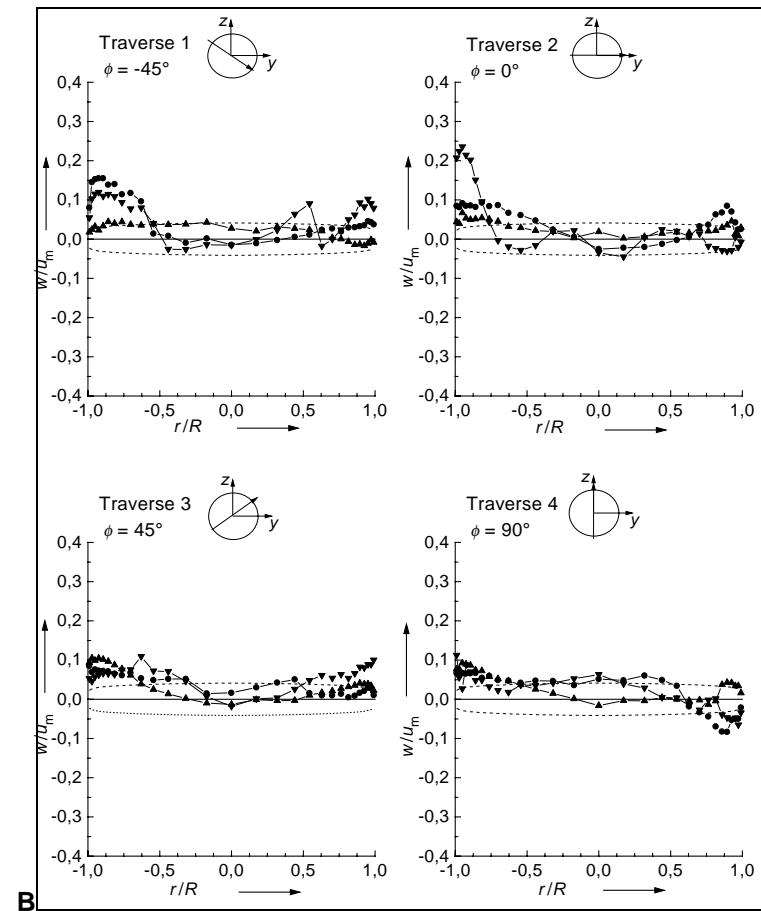 Traverse 1
ϕ = -45°
z
y
0,4
0,3
0,2
0,1
0,0
-0,1
-0,2
-0,3
-0,4
w/uₘ
-1,0 -0,5 0,0 0,5 1,0
r/R
Traverse 2
ϕ = 0°
z
y
0,4
0,3
0,2
0,1
0,0
-0,1
-0,2
-0,3
-0,4
w/uₘ
-1,0 -0,5 0,0 0,5 1,0
r/R
Traverse 3
ϕ = 45°
z
y
0,4
0,3
0,2
0,1
0,0
-0,1
-0,2
-0,3
-0,4
w/uₘ
-1,0 -0,5 0,0 0,5 1,0
r/R
Traverse 4
ϕ = 90°
z
y
0,4
0,3
0,2
0,1
0,0
-0,1
-0,2
-0,3
-0,4
w/uₘ
-1,0 -0,5 0,0 0,5 1,0
r/R
B